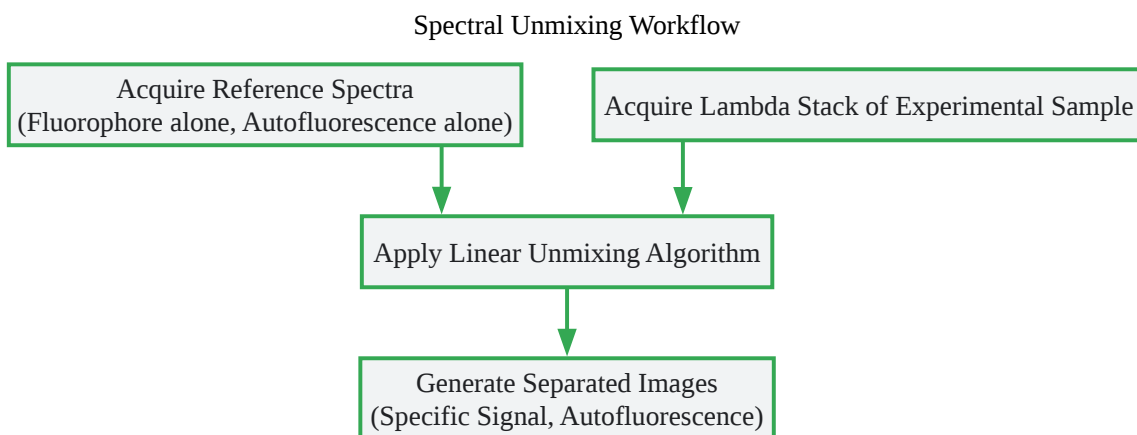 Spectral Unmixing Workflow
Acquire Reference Spectra
(Fluorophore alone, Autofluorescence alone)
Acquire Lambda Stack of Experimental Sample
Apply Linear Unmixing Algorithm
Generate Separated Images
(Specific Signal, Autofluorescence)